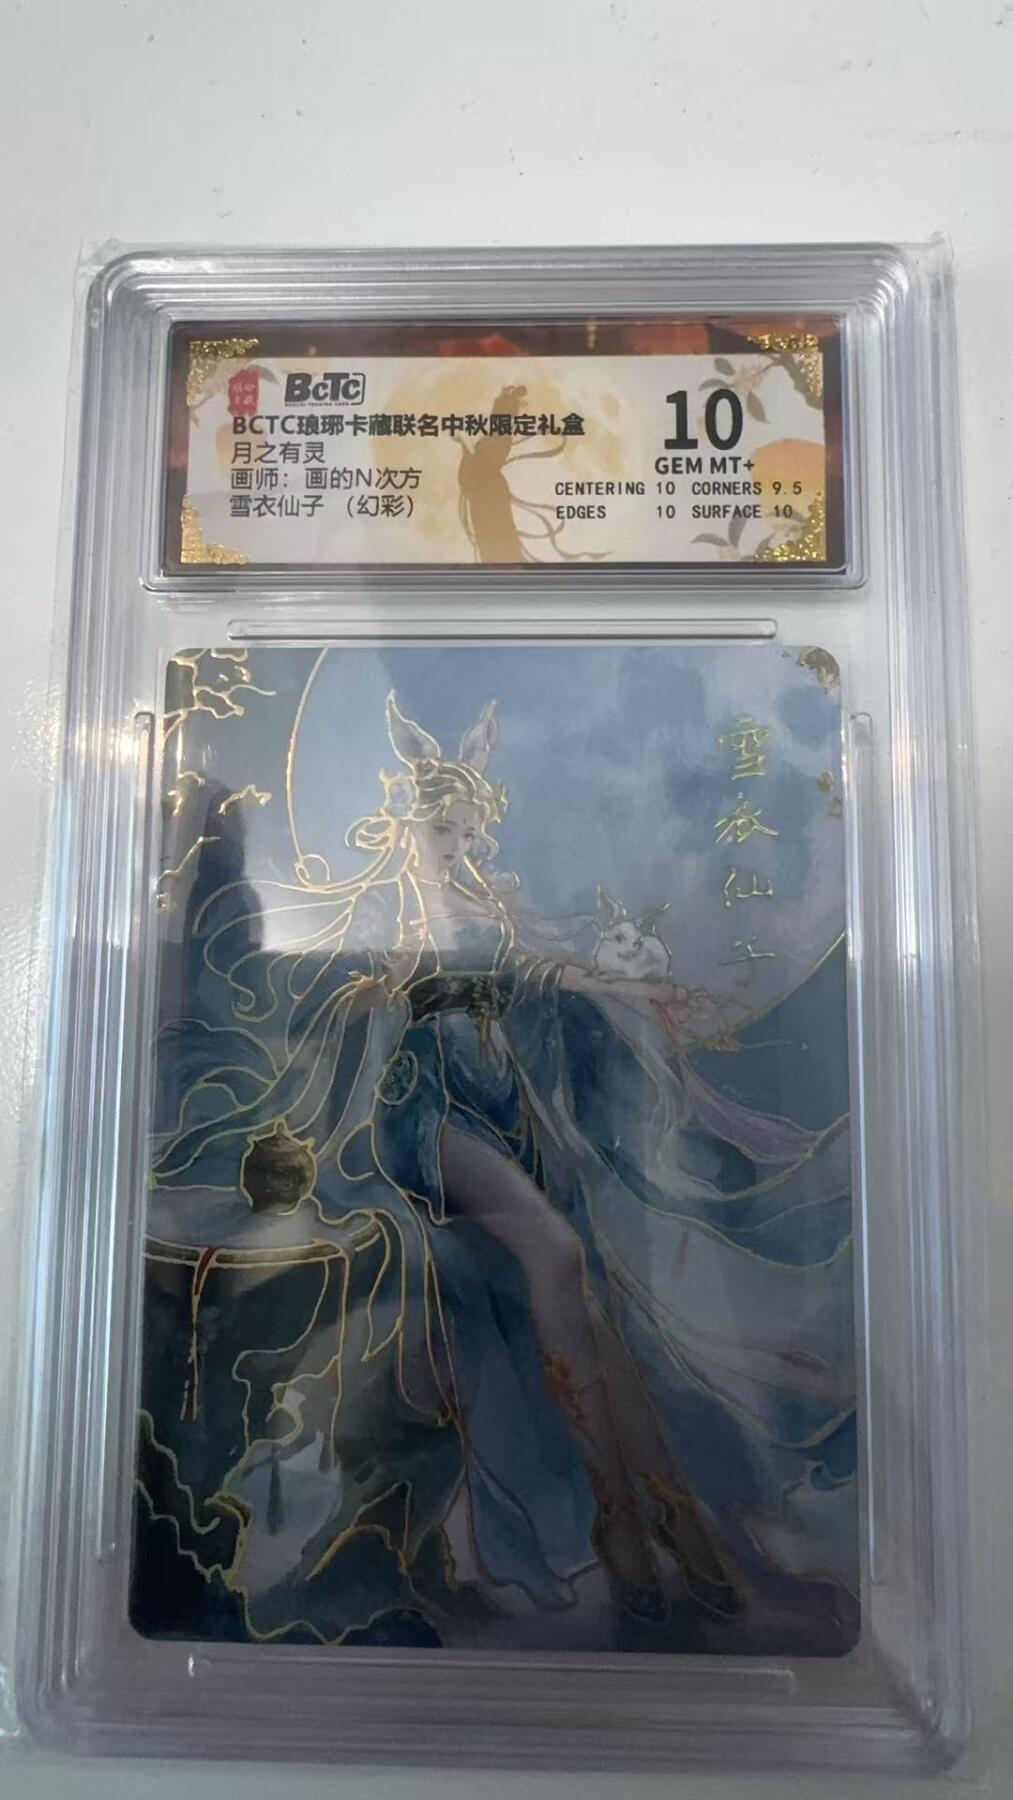 BCTC
BCTC琅琊卡藏联名中秋限定礼盒
月之有灵
画师：画的N次方
雪衣仙子 （幻彩）
10
GEM MT+
CENTERING 10 CORNERS 9.5
EDGES 10 SURFACE 10
雪衣仙子